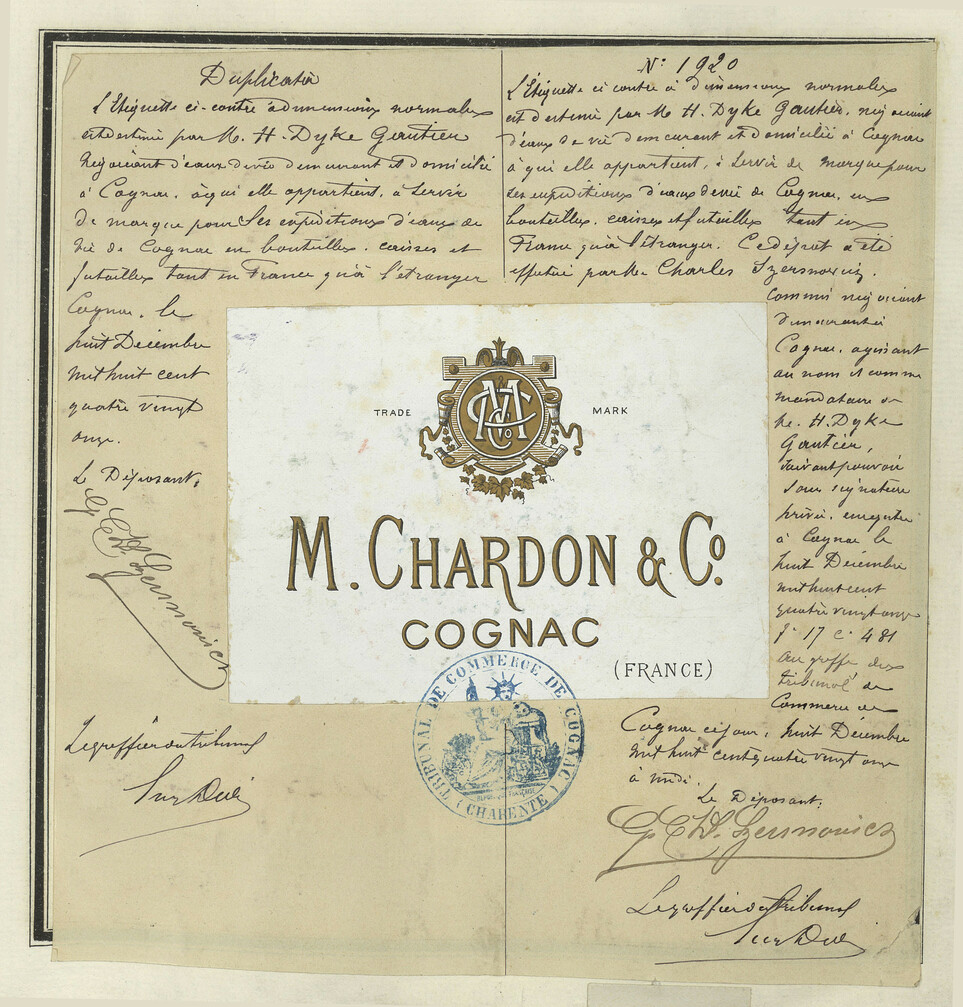 Duplicata
L'Etiquette ci-contre à dimensions normales
est destinée par M. H. Dyke Gautier
Négociant d'eaux de vie demeurant et domicilié
à Cognac, à qui elle appartient, à servir
de marque pour ses expéditions d'eaux de
vie de Cognac en bouteilles, caisses et
futailles tant en France qu'à l'étranger
Cognac, le
huit Décembre
mil huit cent
quatre vingt
onze.
Le Déposant,
Le greffier du tribunal
N° 1920
L'Etiquette ci contre à dimensions normales
est destinée par M. H. Dyke Gautier, négociant
d'eaux de vie demeurant et domicilié à Cognac
à qui elle appartient, à servir de marque pour
ses expéditions d'eaux de vie de Cognac, en
bouteilles, caisses et futailles tant en
France qu'à l'étranger. Ce dépôt a été
effectué par M. Charles Szersnovicz,
commis négociant
demeurant à
Cognac, agissant
au nom et comme
mandataire de
M. H. Dyke
Gautier,
suivant pouvoir
sous signature
privée, enregistré
à Cognac le
huit Décembre
mil huit cent
quatre vingt onze
f° 17 c° 481
au greffe du
tribunal de
Commerce de
Cognac ce jour, huit Décembre
mil huit cent quatre vingt onze
à midi.
Le Déposant,
Le greffier du Tribunal
TRADE MARK
M C & Co
M. CHARDON & Co
COGNAC
(FRANCE)
TRIBUNAL DE COMMERCE DE COGNAC
(CHARENTE)